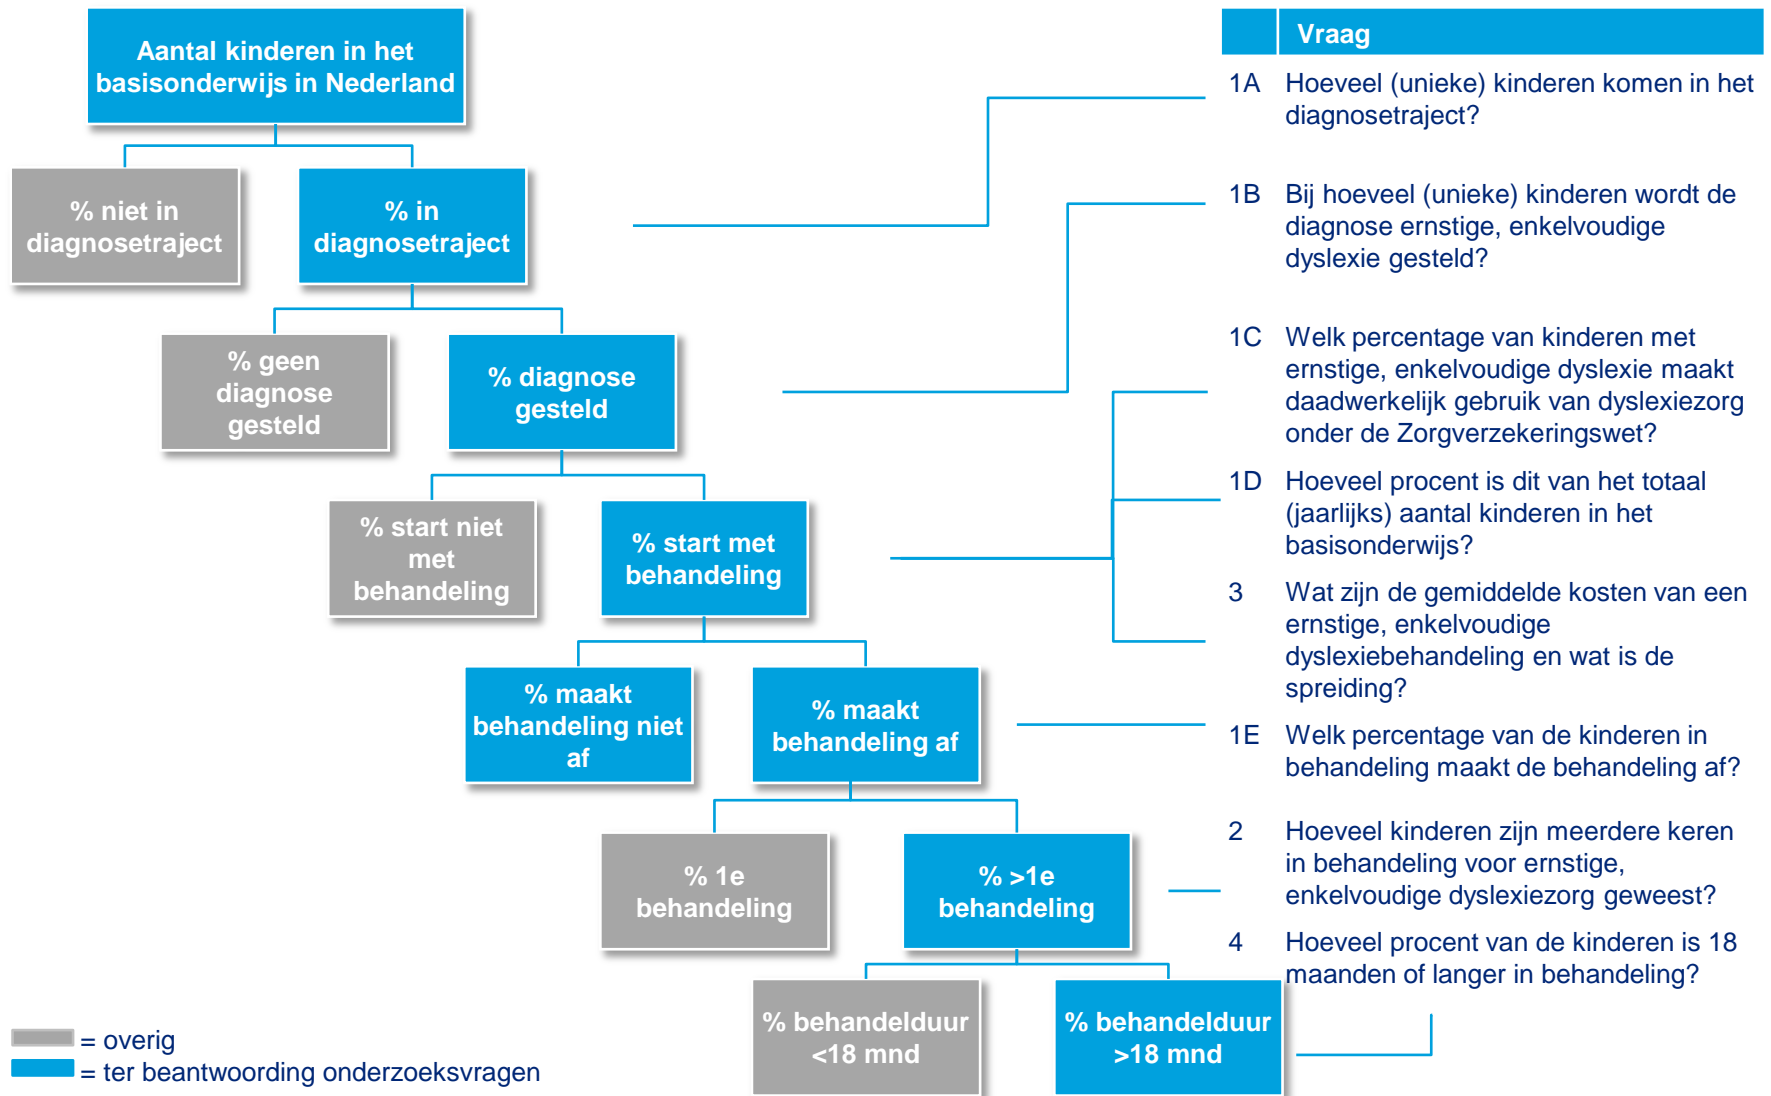 Aantal kinderen in het
basisonderwijs in Nederland
% niet in
diagnosetraject
% in
diagnosetraject
% geen
diagnose
gesteld
% diagnose
gesteld
% start niet
met
behandeling
% start met
behandeling
% maakt
behandeling niet
af
% maakt
behandeling af
% 1e
behandeling
% >1e
behandeling
% behandelduur
<18 mnd
% behandelduur
>18 mnd
= overig
= ter beantwoording onderzoeksvragen
Vraag
1A Hoeveel (unieke) kinderen komen in het
diagnosetraject?
1B Bij hoeveel (unieke) kinderen wordt de
diagnose ernstige, enkelvoudige
dyslexie gesteld?
1C Welk percentage van kinderen met
ernstige, enkelvoudige dyslexie maakt
daadwerkelijk gebruik van dyslexiezorg
onder de Zorgverzekeringswet?
1D Hoeveel procent is dit van het totaal
(jaarlijks) aantal kinderen in het
basisonderwijs?
3 Wat zijn de gemiddelde kosten van een
ernstige, enkelvoudige
dyslexiebehandeling en wat is de
spreiding?
1E Welk percentage van de kinderen in
behandeling maakt de behandeling af?
2 Hoeveel kinderen zijn meerdere keren
in behandeling voor ernstige,
enkelvoudige dyslexiezorg geweest?
4 Hoeveel procent van de kinderen is 18
maanden of langer in behandeling?